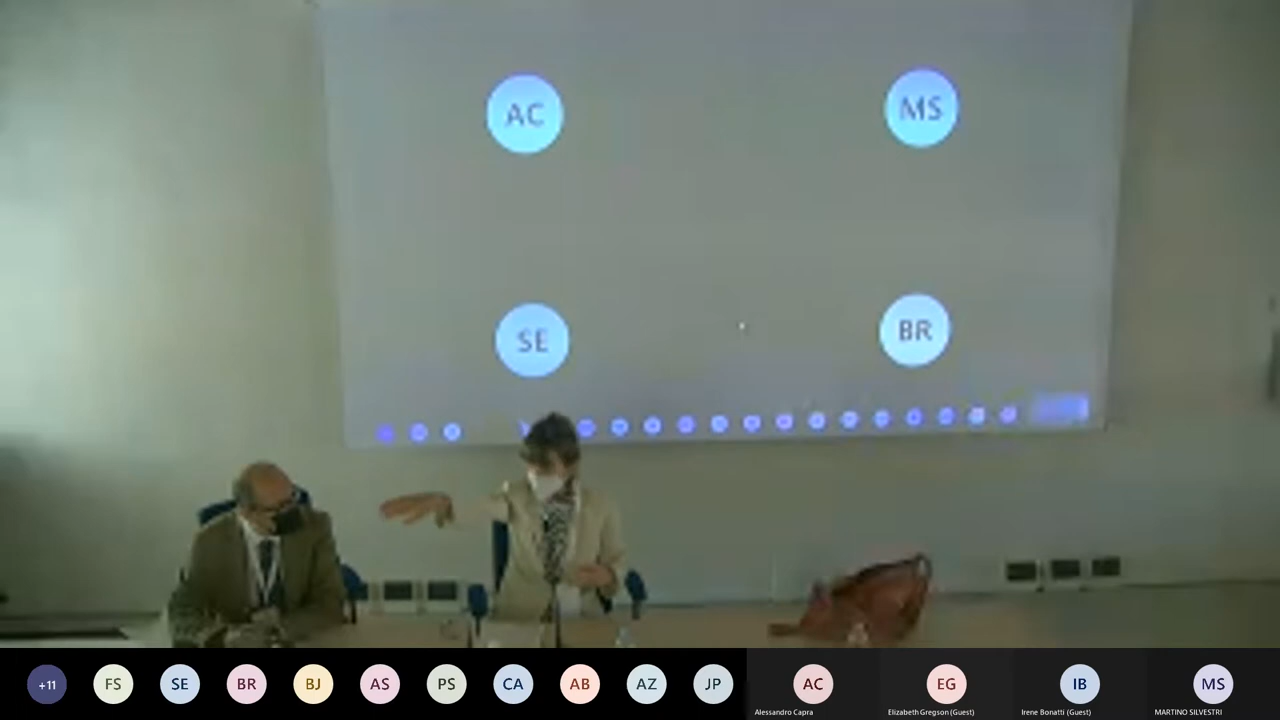 AC
MS
SE
BR
+11
FS
SE
BR
BJ
AS
PS
CA
AB
AZ
JP
AC
EG
IB
MS
Alessandro Capra
Elizabeth Gregson (Guest)
Irene Bonatti (Guest)
MARTINO SILVESTRI